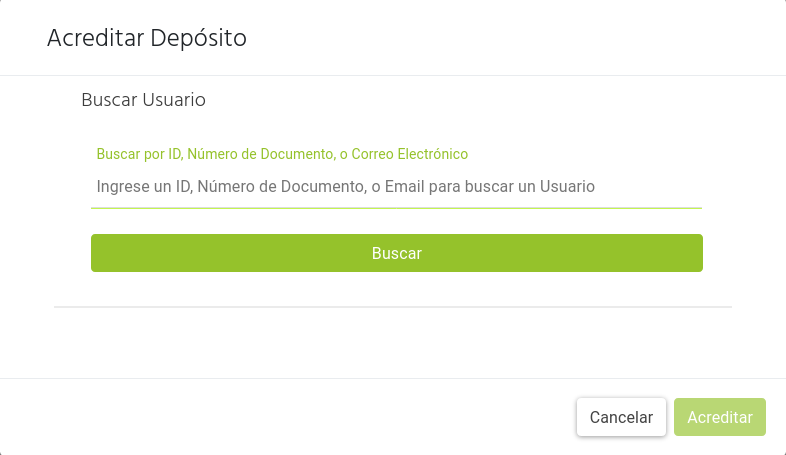 Acreditar Depósito
Buscar Usuario
Buscar por ID, Número de Documento, o Correo Electrónico
Ingrese un ID, Número de Documento, o Email para buscar un Usuario
Buscar
Cancelar Acreditar